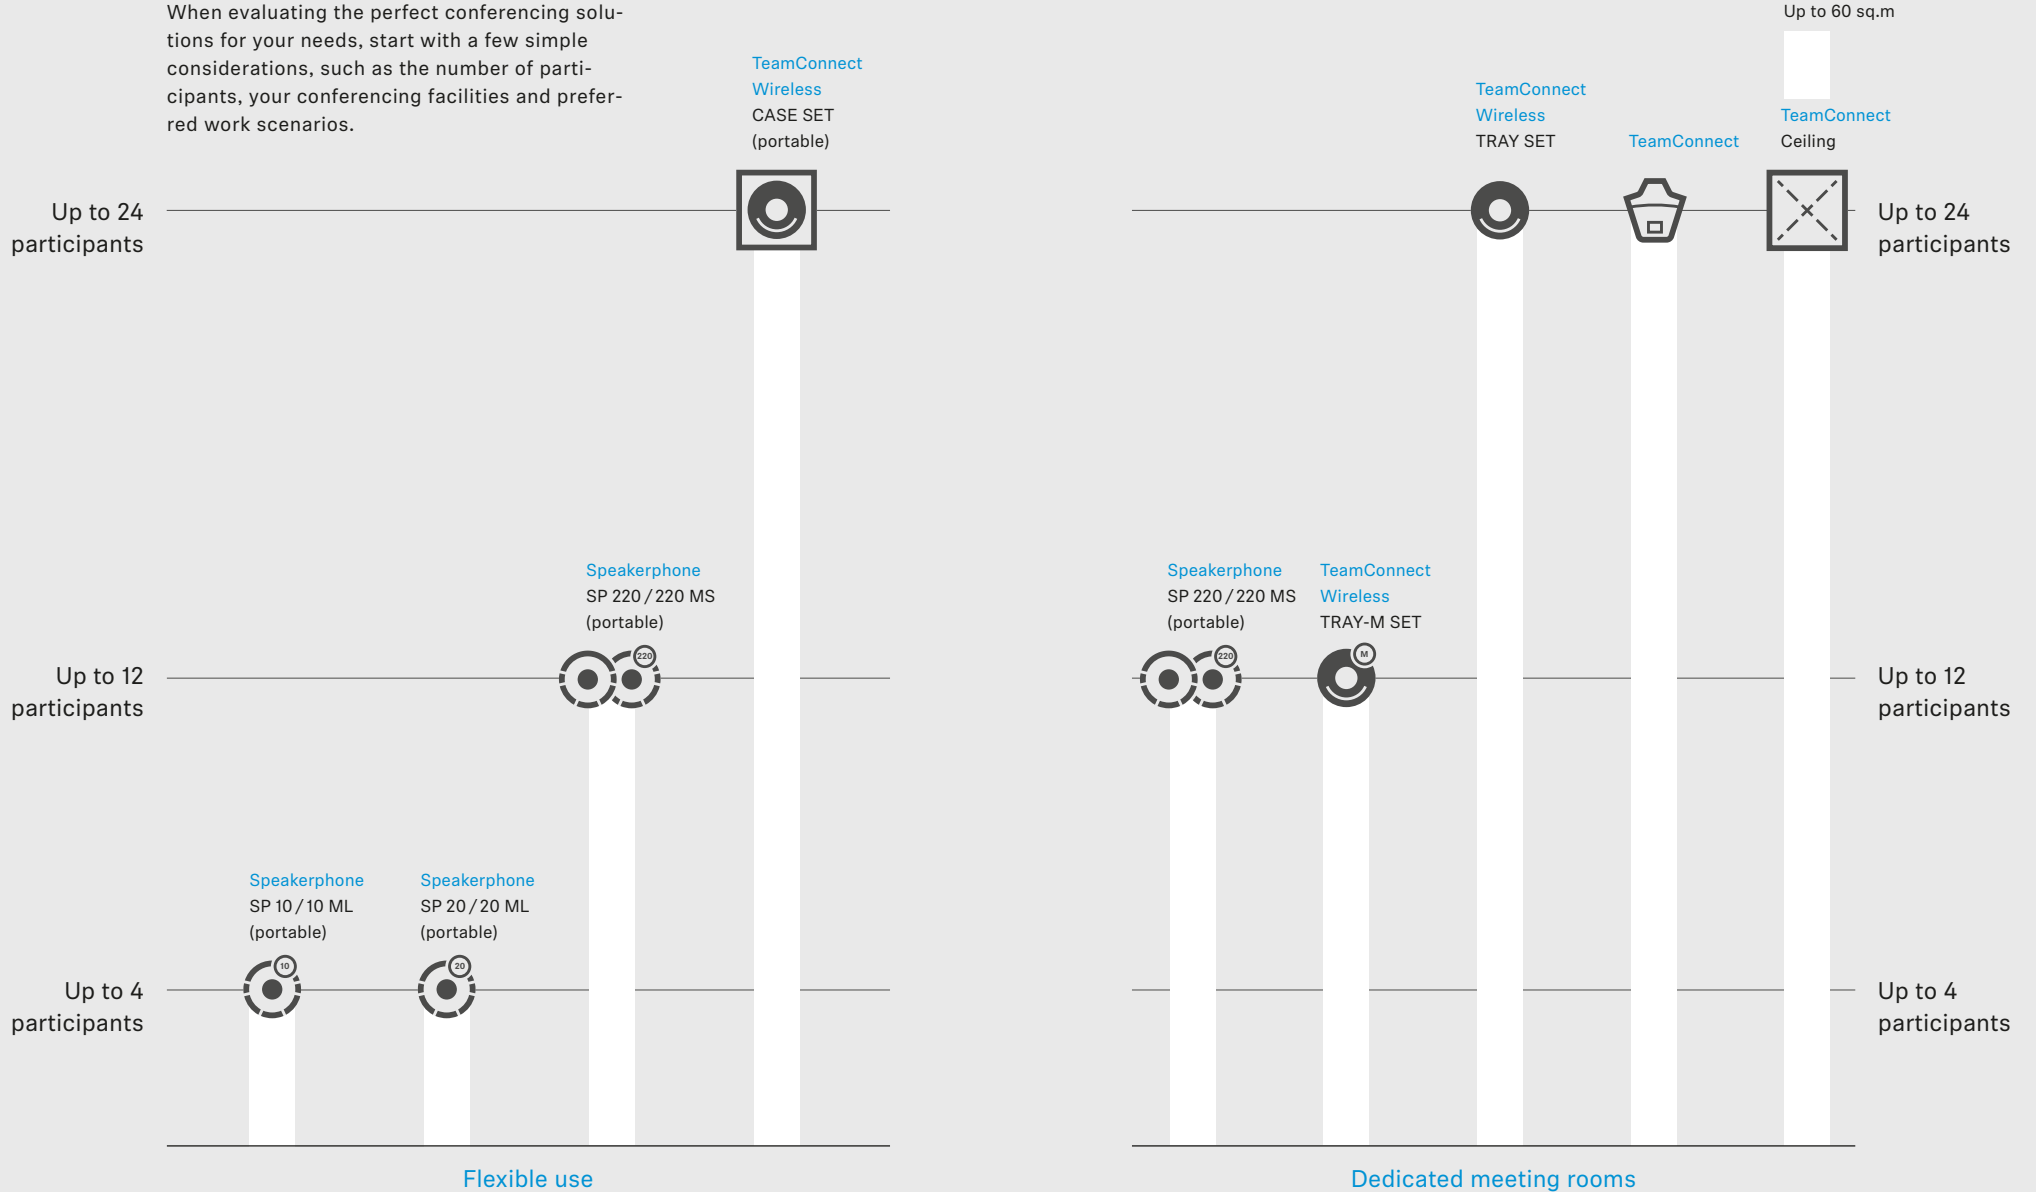 When evaluating the perfect conferencing solu-
tions for your needs, start with a few simple
considerations, such as the number of parti-
cipants, your conferencing facilities and prefer-
red work scenarios.
TeamConnect
Wireless
CASE SET
(portable)
Up to 24
participants
Speakerphone
SP 220 / 220 MS
(portable)
220
Up to 12
participants
Speakerphone
SP 10 / 10 ML
(portable)
10
Speakerphone
SP 20 / 20 ML
(portable)
20
Up to 4
participants
Flexible use
Up to 60 sq.m
TeamConnect
Wireless
TRAY SET
TeamConnect
TeamConnect
Ceiling
Up to 24
participants
Speakerphone
SP 220 / 220 MS
(portable)
220
TeamConnect
Wireless
TRAY-M SET
M
Up to 12
participants
Up to 4
participants
Dedicated meeting rooms